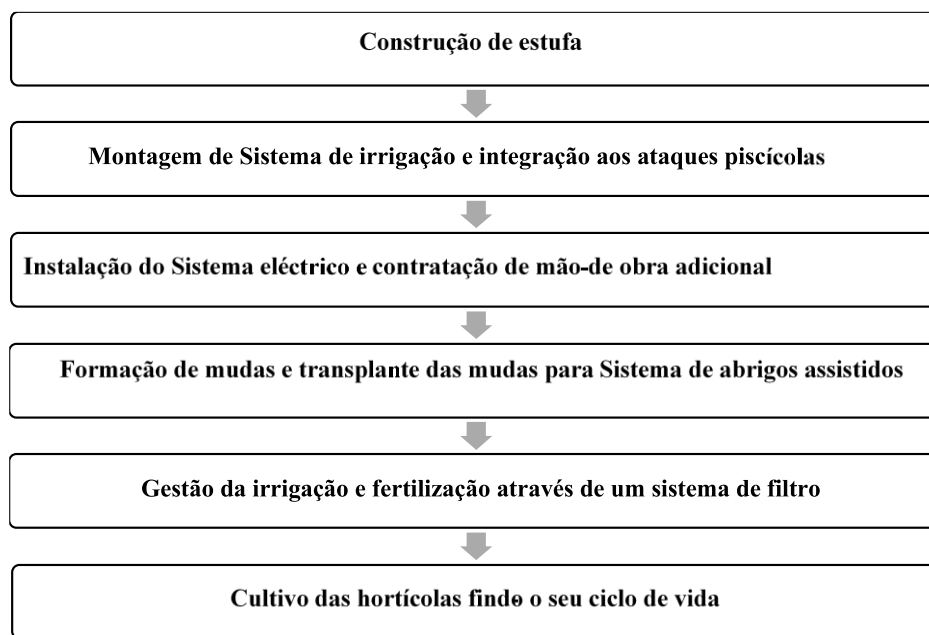 Construção de estufa
Montagem de Sistema de irrigação e integração aos ataques piscícolas
Instalação do Sistema eléctrico e contratação de mão-de obra adicional
Formação de mudas e transplante das mudas para Sistema de abrigos assistidos
Gestão da irrigação e fertilização através de um sistema de filtro
Cultivo das hortícolas findo o seu ciclo de vida